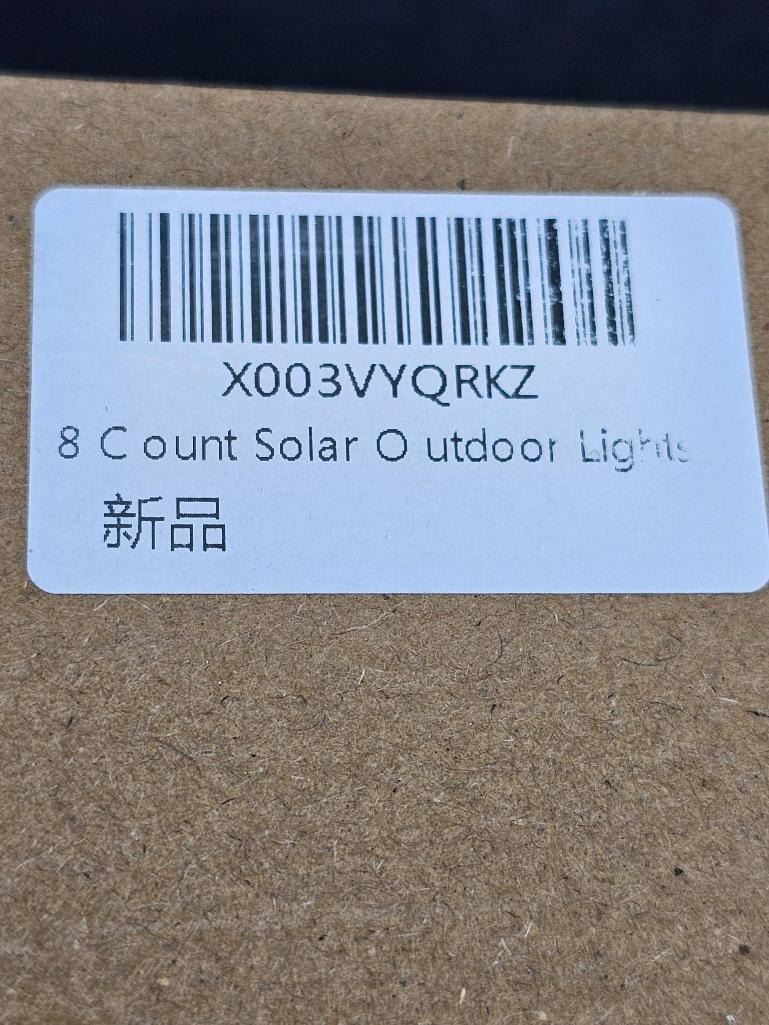 X003VYQRKZ
8 C ount Solar O utdoor Lights
新品